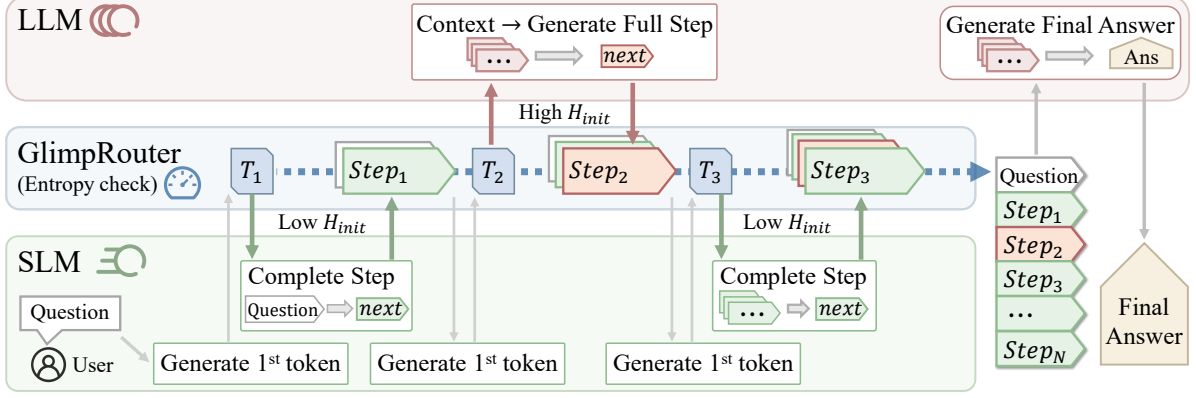 LLM
Context → Generate Full Step
... next
Generate Final Answer
... Ans
High H_init
GlimpRouter
(Entropy check)
T_1
Step_1
T_2
Step_2
T_3
Step_3
Low H_init
Low H_init
SLM
Complete Step
Question next
Complete Step
... next
Question
User
Generate 1st token
Generate 1st token
Generate 1st token
Question
Step_1
Step_2
Step_3
...
Step_N
Final
Answer